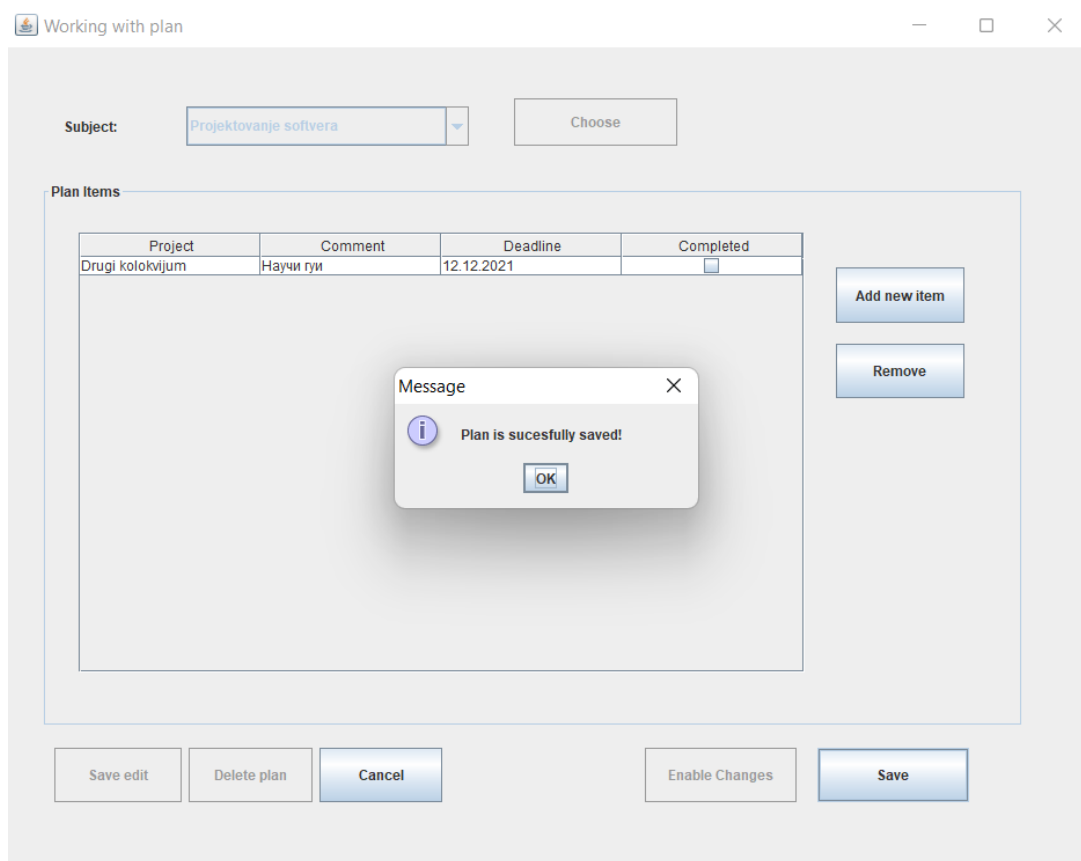 Working with plan
Subject: Projektovanje softvera Choose
Plan Items
Project Comment Deadline Completed
Drugi kolokvijum Научи гуи 12.12.2021
Add new item
Remove
Message
Plan is sucesfully saved!
OK
Save edit Delete plan Cancel Enable Changes Save